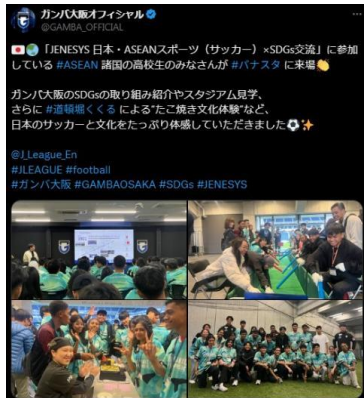 ガンバ大阪オフィシャル
@GAMBA_OFFICIAL
🇯🇵🌏「JENESYS 日本・ASEANスポーツ（サッカー）×SDGs交流」に参加
している #ASEAN 諸国の高校生のみなさんが #パナスタ に来場👏
ガンバ大阪のSDGsの取り組み紹介やスタジアム見学、
さらに #道頓堀くくる による“たこ焼き文化体験”など、
日本のサッカーと文化をたっぷり体感していただきました⚽✨
@J_League_En
#JLEAGUE #football
#ガンバ大阪 #GAMBAOSAKA #SDGs #JENESYS